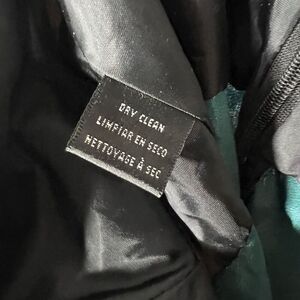 DRY CLEAN
LIMPIAR EN SECO
NETTOYAGE À SEC